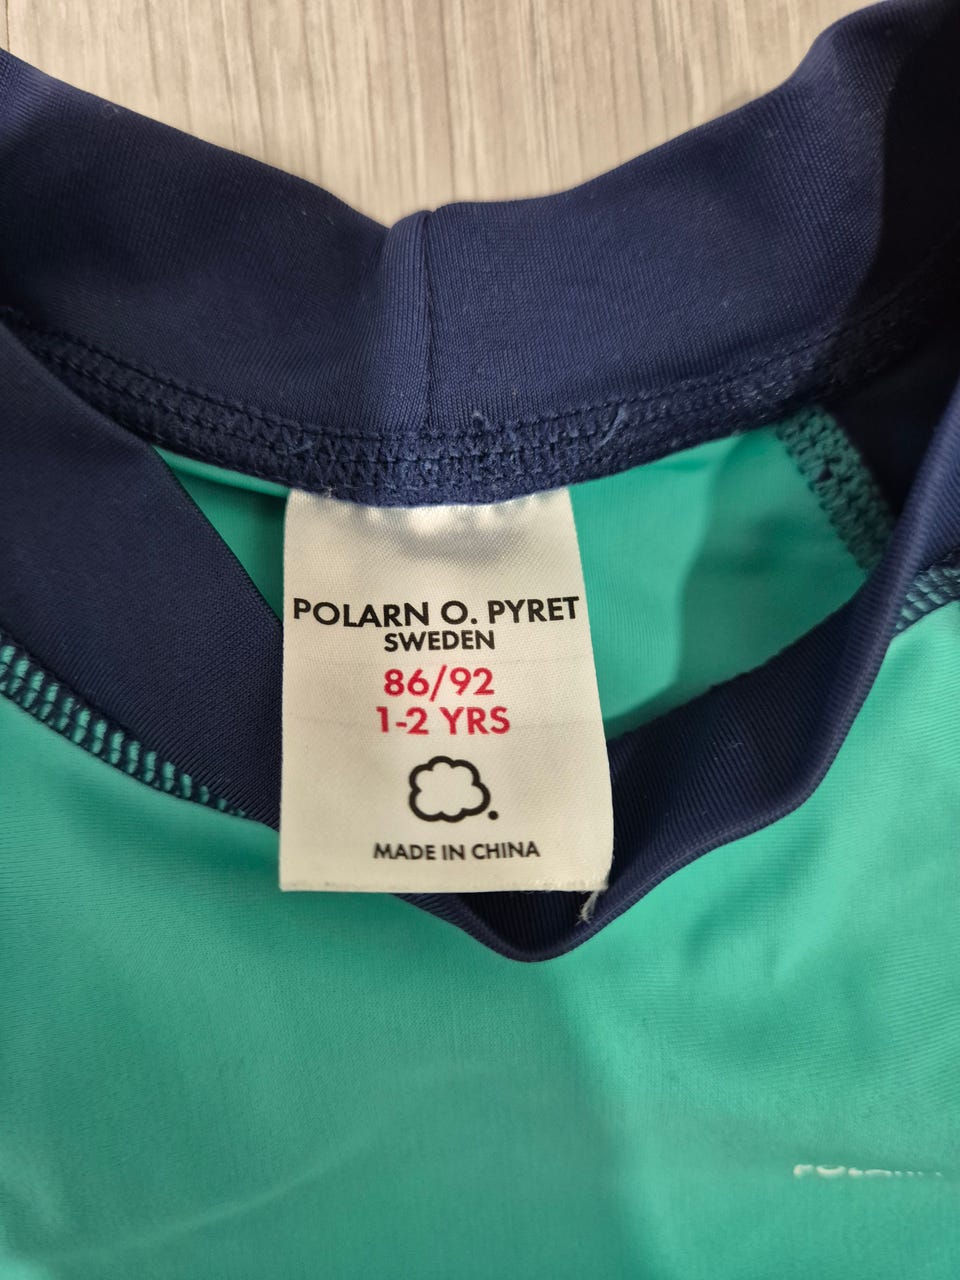 POLARN O. PYRET
SWEDEN
86/92
1-2 YRS
MADE IN CHINA